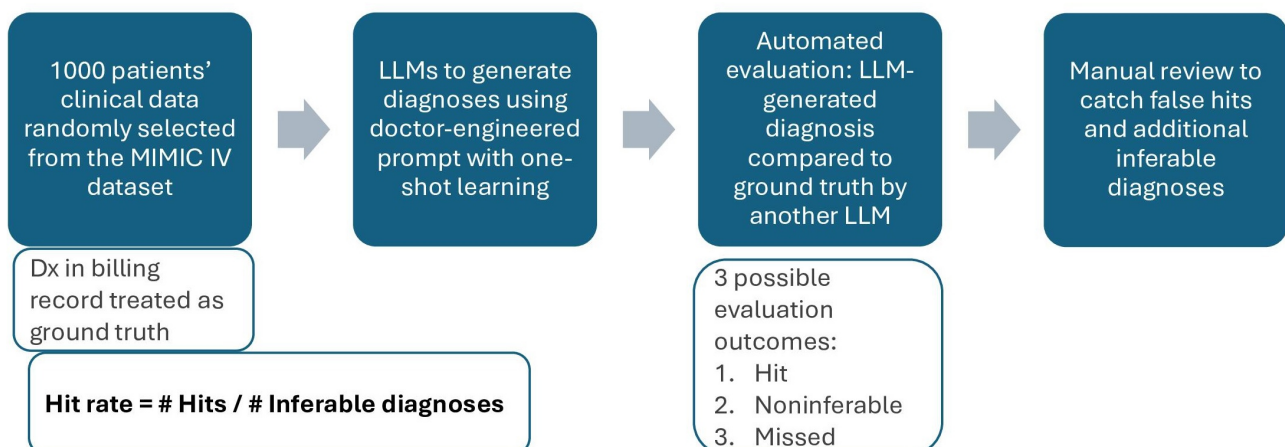 1000 patients’
clinical data
randomly selected
from the MIMIC IV
dataset
LLMs to generate
diagnoses using
doctor-engineered
prompt with one-
shot learning
Automated
evaluation: LLM-
generated
diagnosis
compared to
ground truth by
another LLM
Manual review to
catch false hits
and additional
inferable
diagnoses
Dx in billing
record treated as
ground truth
3 possible
evaluation
outcomes:
1. Hit
2. Noninferable
3. Missed
Hit rate = # Hits / # Inferable diagnoses